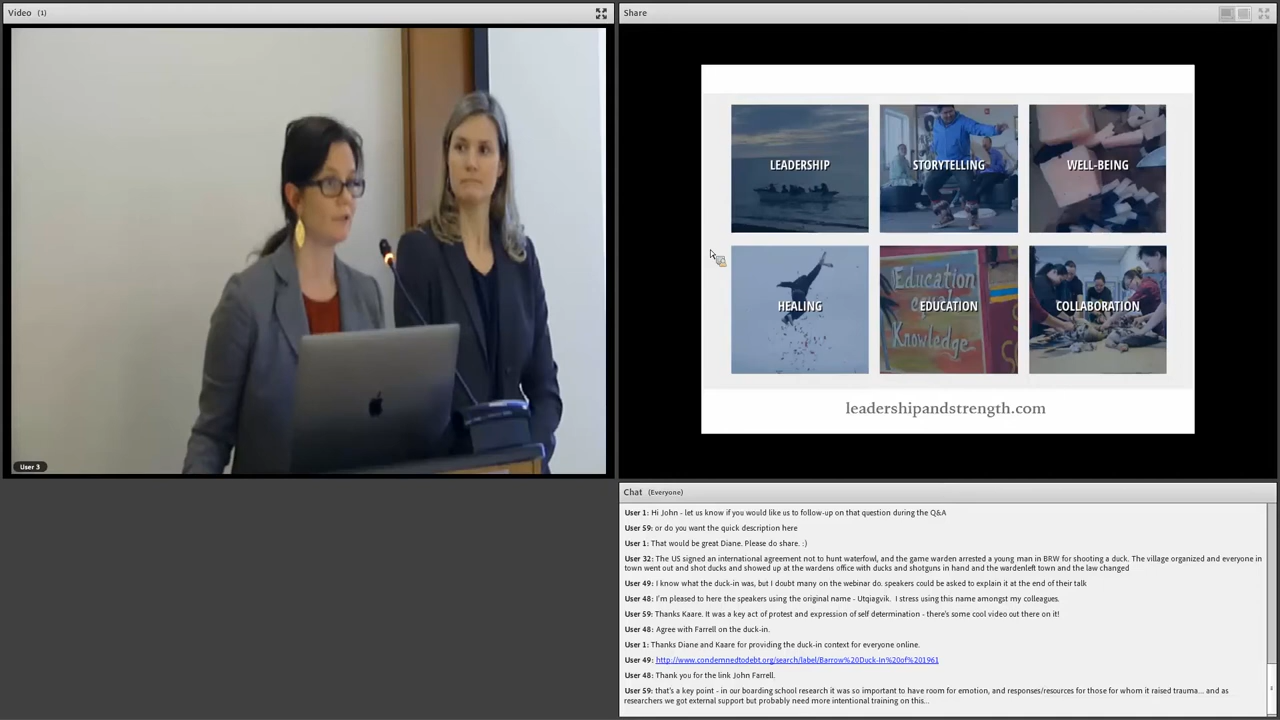 Video (1)
User 3
Share
LEADERSHIP
STORYTELLING
WELL-BEING
HEALING
Education
EDUCATION
Knowledge
COLLABORATION
leadershipandstrength.com
Chat (Everyone)
User 1: Hi John - let us know if you would like us to follow-up on that question during the Q&A
User 59: or do you want the quick description here
User 1: That would be great Diane. Please do share. :)
User 32: The US signed an international agreement not to hunt waterfowl, and the game warden arrested a young man in BRW for shooting a duck. The village organized and everyone in
town went out and shot ducks and showed up at the wardens office with ducks and shotguns in hand and the wardenleft town and the law changed
User 49: I know what the duck-in was, but I doubt many on the webinar do. speakers could be asked to explain it at the end of their talk
User 48: I'm pleased to here the speakers using the original name - Utqiagvik. I stress using this name amongst my colleagues.
User 59: Thanks Kaare. It was a key act of protest and expression of self determination - there's some cool video out there on it!
User 48: Agree with Farrell on the duck-in.
User 1: Thanks Diane and Kaare for providing the duck-in context for everyone online.
User 49: http://www.condemnedtodebt.org/search/label/Barrow%20Duck-In%20of%201961
User 48: Thank you for the link John Farrell.
User 59: that's a key point - in our boarding school research it was so important to have room for emotion, and responses/resources for those for whom it raised trauma... and as
researchers we got external support but probably need more intentional training on this...